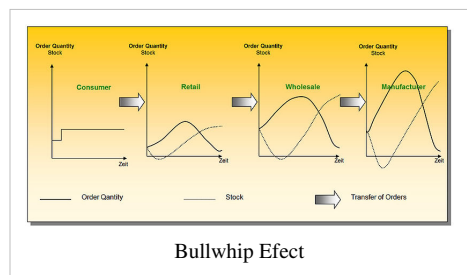 Order Quantity
Stock
Order Quantity
Stock
Order Quantity
Stock
Order Quantity
Stock
Consumer
Retail
Wholesale
Manufacturer
Zeit
Zeit
Zeit
Zeit
Order Qantity
Stock
Transfer of Orders
Bullwhip Efect